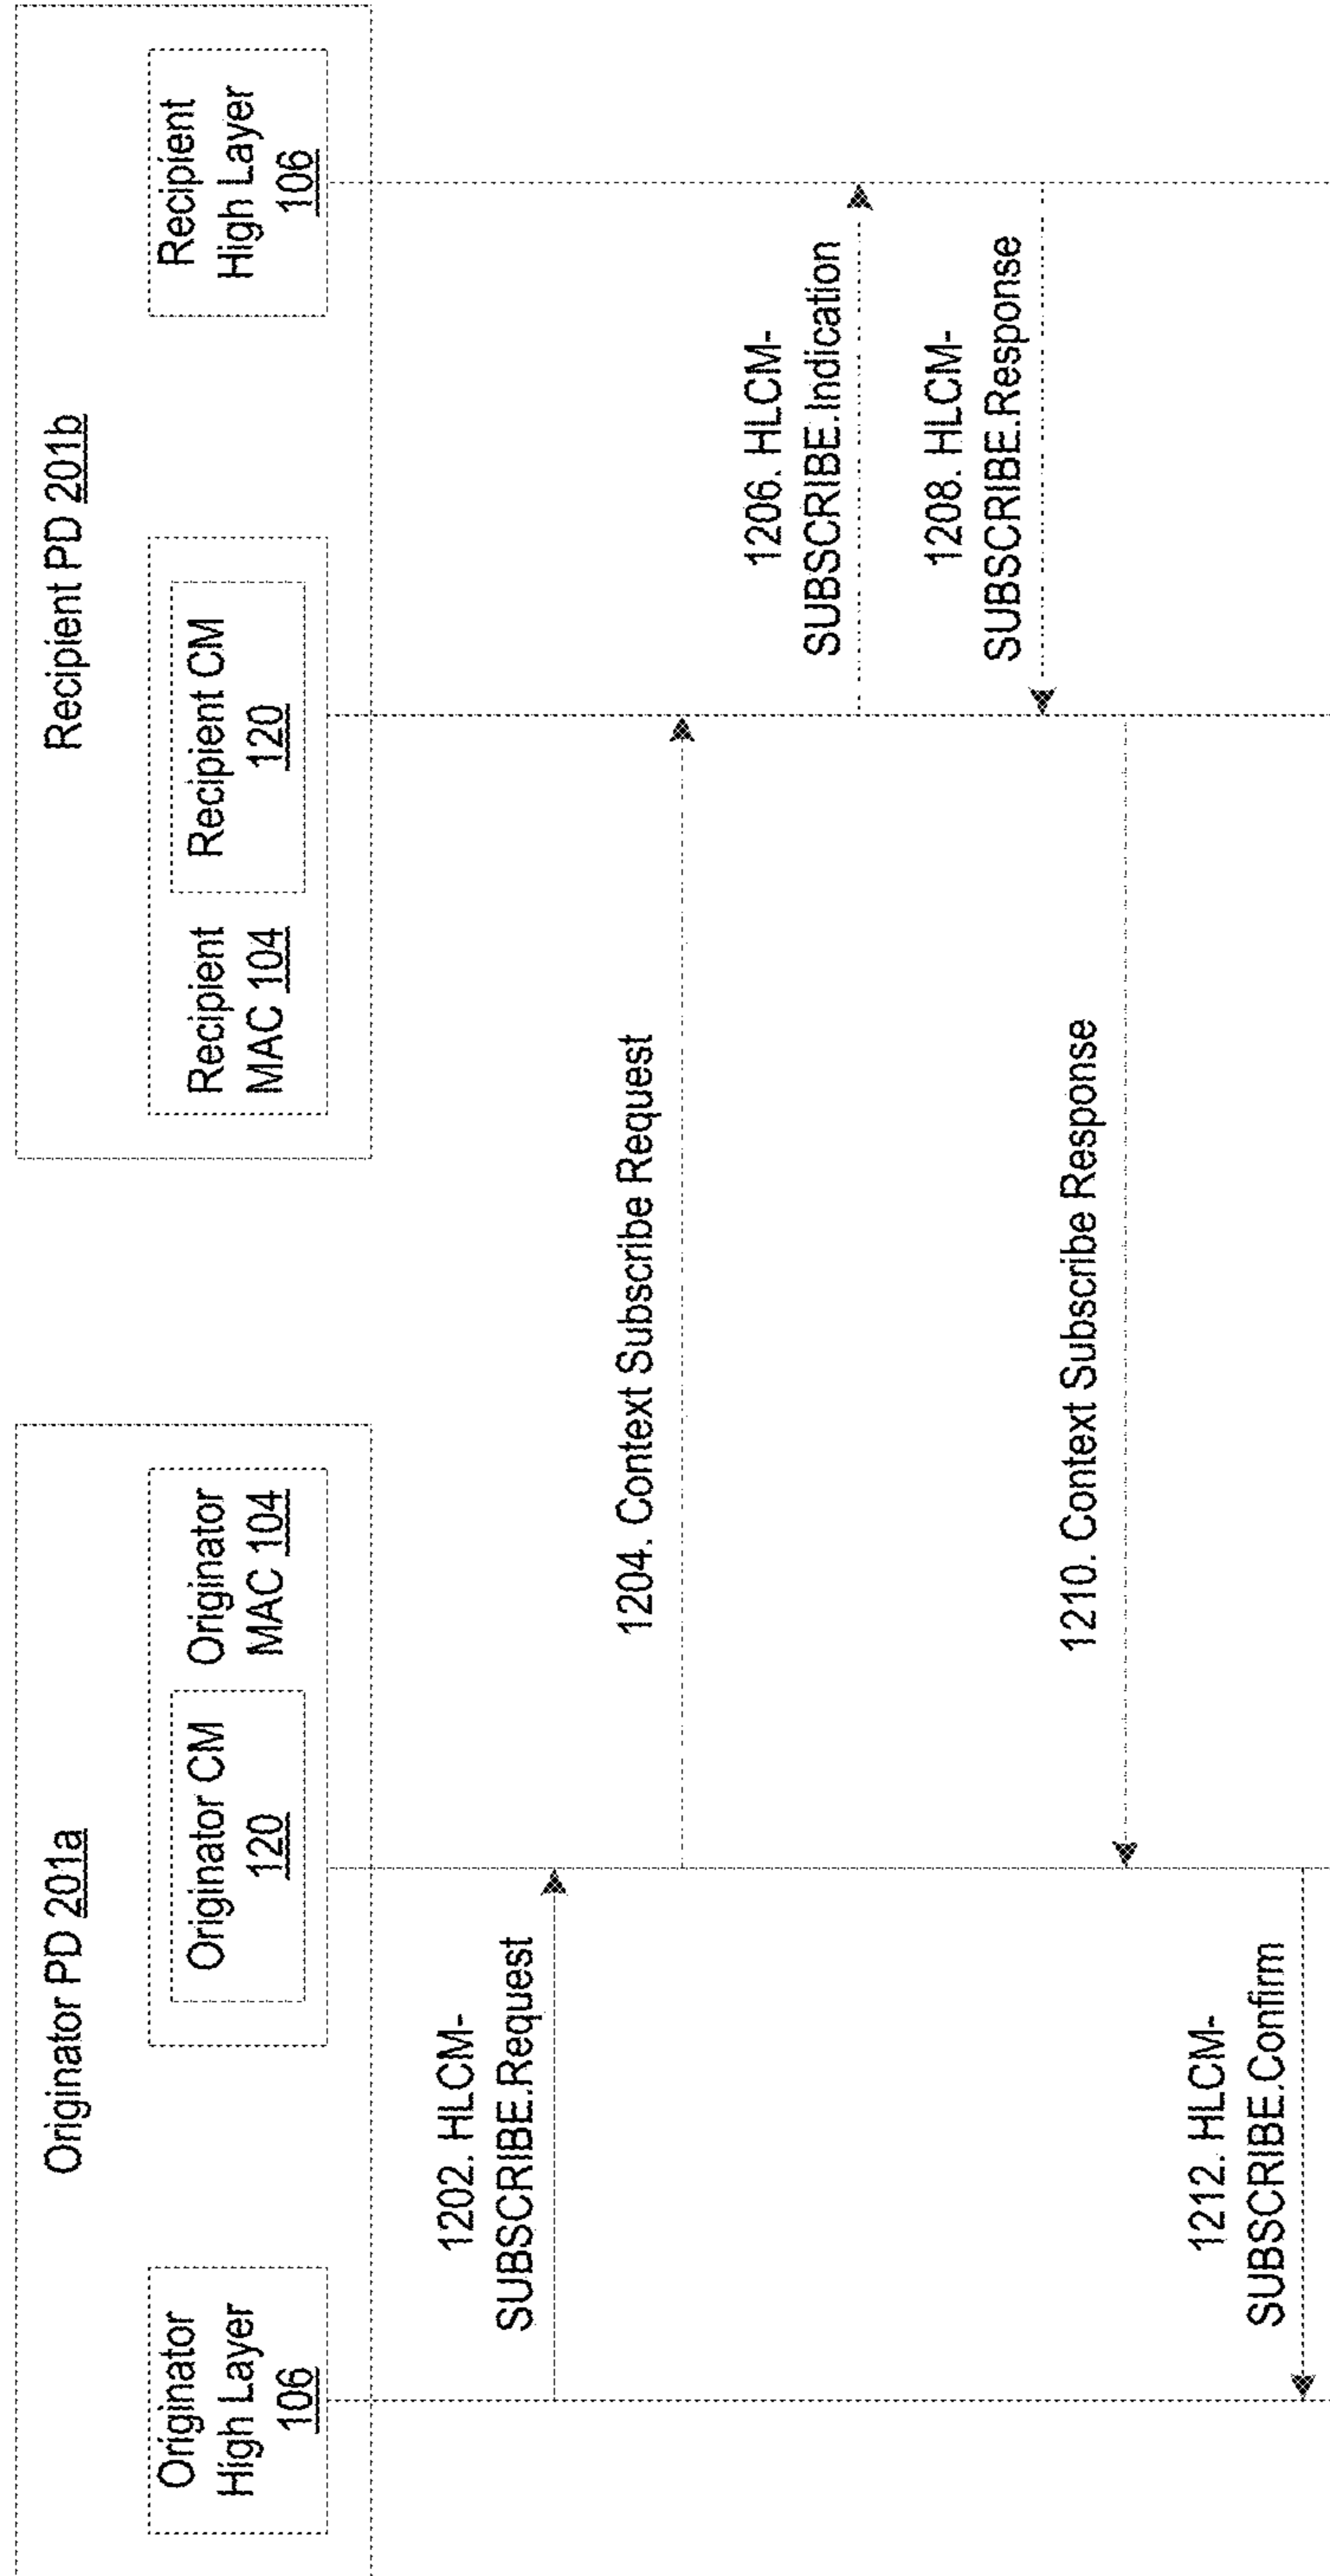 Originator PD 201a
Originator
High Layer
106
Originator CM
120
Originator
MAC 104
Recipient PD 201b
Recipient
MAC 104
Recipient CM
120
Recipient
High Layer
106
1202. HLCM-
SUBSCRIBE.Request
1204. Context Subscribe Request
1206. HLCM-
SUBSCRIBE.Indication
1208. HLCM-
SUBSCRIBE.Response
1210. Context Subscribe Response
1212. HLCM-
SUBSCRIBE.Confirm